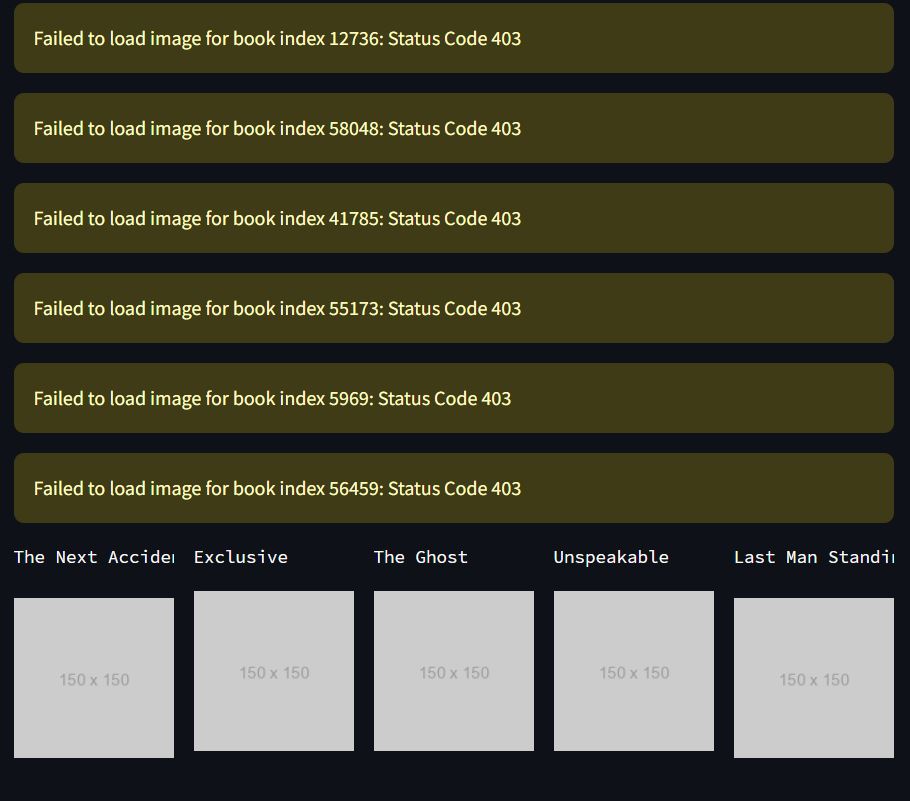 Failed to load image for book index 12736: Status Code 403
Failed to load image for book index 58048: Status Code 403
Failed to load image for book index 41785: Status Code 403
Failed to load image for book index 55173: Status Code 403
Failed to load image for book index 5969: Status Code 403
Failed to load image for book index 56459: Status Code 403
The Next Acciden Exclusive The Ghost Unspeakable Last Man Standin
150 x 150 150 x 150 150 x 150 150 x 150 150 x 150